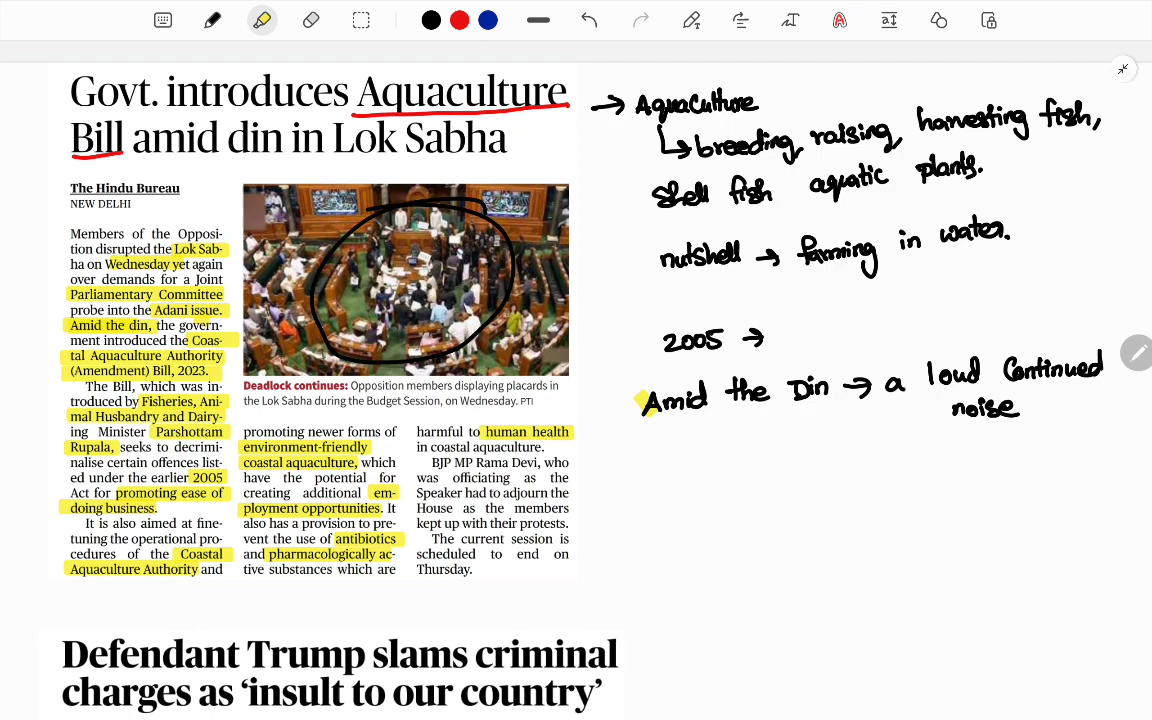 Govt. introduces Aquaculture
Bill amid din in Lok Sabha
The Hindu Bureau
NEW DELHI
Members of the Opposi-
tion disrupted the Lok Sab-
ha on Wednesday yet again
over demands for a Joint
Parliamentary Committee
probe into the Adani issue.
Amid the din, the govern-
ment introduced the Coas-
tal Aquaculture Authority
(Amendment) Bill, 2023.
The Bill, which was in-
troduced by Fisheries, Ani-
mal Husbandry and Dairy-
ing Minister Parshottam
Rupala, seeks to decrimi-
nalise certain offences list-
ed under the earlier 2005
Act for promoting ease of
doing business.
It is also aimed at fine-
tuning the operational pro-
cedures of the Coastal
Aquaculture Authority and
Deadlock continues: Opposition members displaying placards in
the Lok Sabha during the Budget Session, on Wednesday. PTI
promoting newer forms of
environment-friendly
coastal aquaculture, which
have the potential for
creating additional em-
ployment opportunities. It
also has a provision to pre-
vent the use of antibiotics
and pharmacologically ac-
tive substances which are
harmful to human health
in coastal aquaculture.
BJP MP Rama Devi, who
was officiating as the
Speaker had to adjourn the
House as the members
kept up with their protests.
The current session is
scheduled to end on
Thursday.
→ Aquaculture
↳ breeding, raising, harvesting fish,
shell fish aquatic plants.
nutshell → farming in water.
2005 →
Amid the Din → a loud continued
noise
Defendant Trump slams criminal
charges as ‘insult to our country’